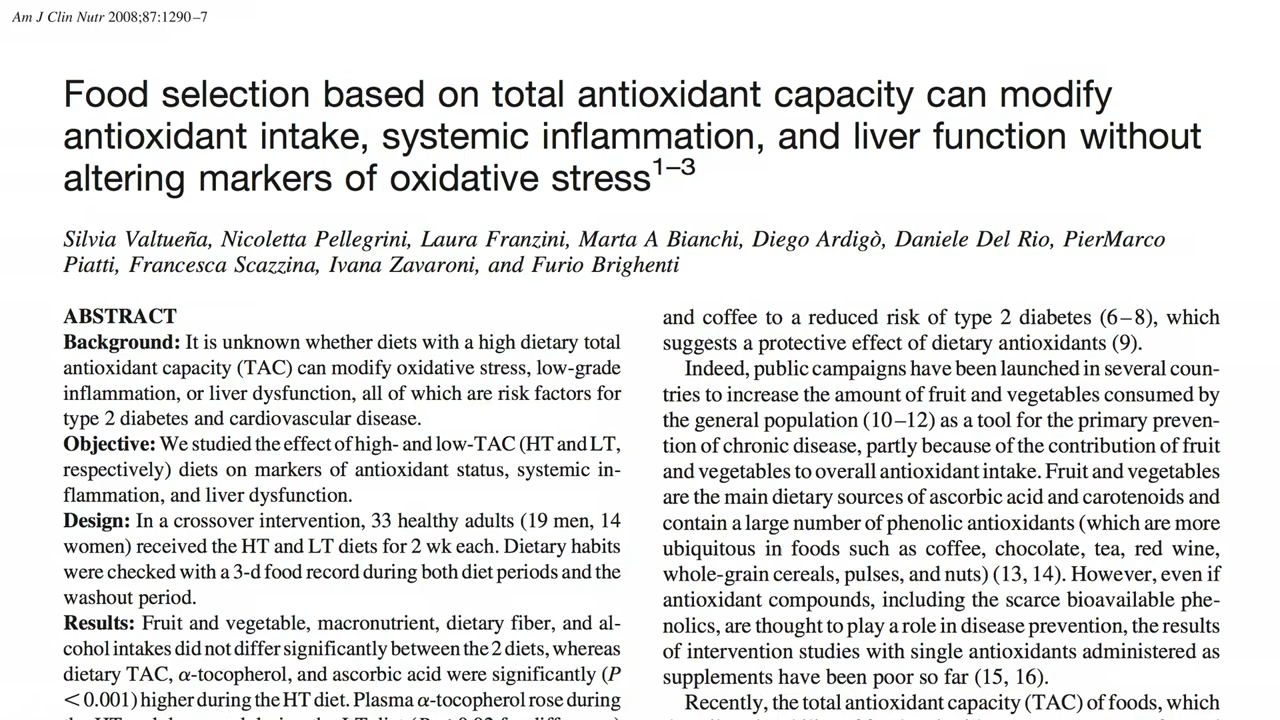 Am J Clin Nutr 2008;87:1290–7
Food selection based on total antioxidant capacity can modify
antioxidant intake, systemic inflammation, and liver function without
altering markers of oxidative stress1–3
Silvia Valtueña, Nicoletta Pellegrini, Laura Franzini, Marta A Bianchi, Diego Ardigò, Daniele Del Rio, PierMarco
Piatti, Francesca Scazzina, Ivana Zavaroni, and Furio Brighenti
ABSTRACT
Background: It is unknown whether diets with a high dietary total
antioxidant capacity (TAC) can modify oxidative stress, low-grade
inflammation, or liver dysfunction, all of which are risk factors for
type 2 diabetes and cardiovascular disease.
Objective: We studied the effect of high- and low-TAC (HT and LT,
respectively) diets on markers of antioxidant status, systemic in-
flammation, and liver dysfunction.
Design: In a crossover intervention, 33 healthy adults (19 men, 14
women) received the HT and LT diets for 2 wk each. Dietary habits
were checked with a 3-d food record during both diet periods and the
washout period.
Results: Fruit and vegetable, macronutrient, dietary fiber, and al-
cohol intakes did not differ significantly between the 2 diets, whereas
dietary TAC, α-tocopherol, and ascorbic acid were significantly (P
< 0.001) higher during the HT diet. Plasma α-tocopherol rose during
and coffee to a reduced risk of type 2 diabetes (6–8), which
suggests a protective effect of dietary antioxidants (9).
Indeed, public campaigns have been launched in several coun-
tries to increase the amount of fruit and vegetables consumed by
the general population (10–12) as a tool for the primary preven-
tion of chronic disease, partly because of the contribution of fruit
and vegetables to overall antioxidant intake. Fruit and vegetables
are the main dietary sources of ascorbic acid and carotenoids and
contain a large number of phenolic antioxidants (which are more
ubiquitous in foods such as coffee, chocolate, tea, red wine,
whole-grain cereals, pulses, and nuts) (13, 14). However, even if
antioxidant compounds, including the scarce bioavailable phe-
nolics, are thought to play a role in disease prevention, the results
of intervention studies with single antioxidants administered as
supplements have been poor so far (15, 16).
Recently, the total antioxidant capacity (TAC) of foods, which